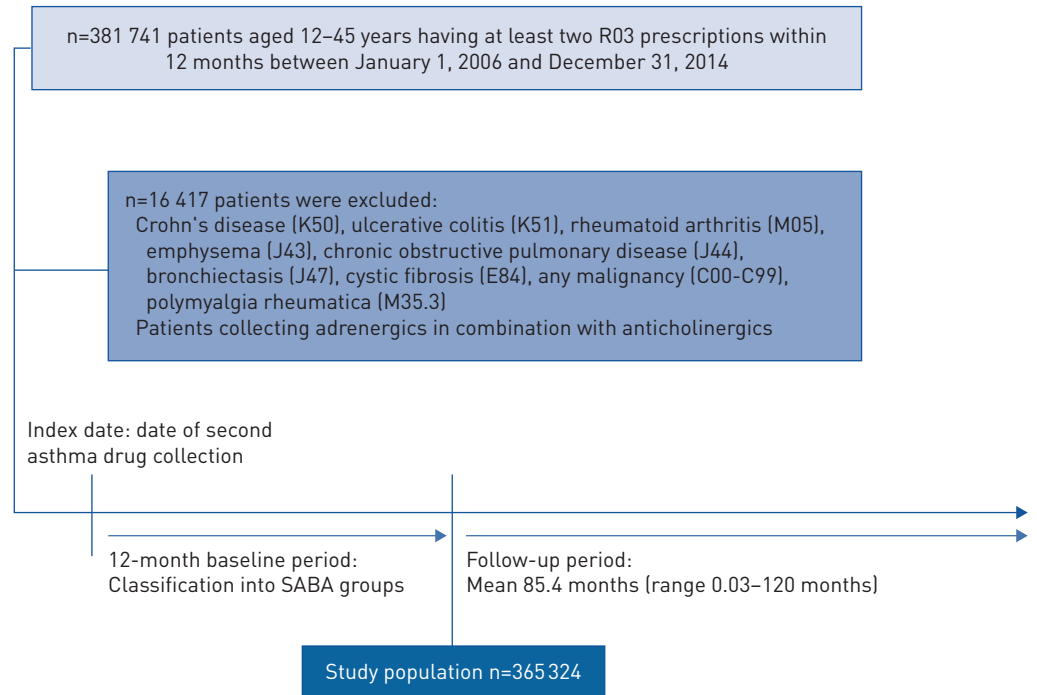 n=381 741 patients aged 12–45 years having at least two R03 prescriptions within
12 months between January 1, 2006 and December 31, 2014
n=16 417 patients were excluded:
Crohn's disease (K50), ulcerative colitis (K51), rheumatoid arthritis (M05),
emphysema (J43), chronic obstructive pulmonary disease (J44),
bronchiectasis (J47), cystic fibrosis (E84), any malignancy (C00-C99),
polymyalgia rheumatica (M35.3)
Patients collecting adrenergics in combination with anticholinergics
Index date: date of second
asthma drug collection
12-month baseline period:
Classification into SABA groups
Follow-up period:
Mean 85.4 months (range 0.03–120 months)
Study population n=365 324